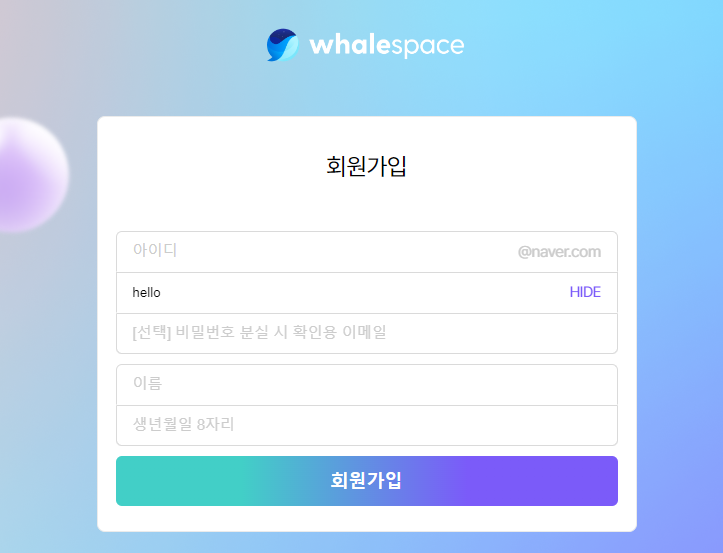 whalespace
회원가입
아이디 @naver.com
hello HIDE
[선택] 비밀번호 분실 시 확인용 이메일
이름
생년월일 8자리
회원가입